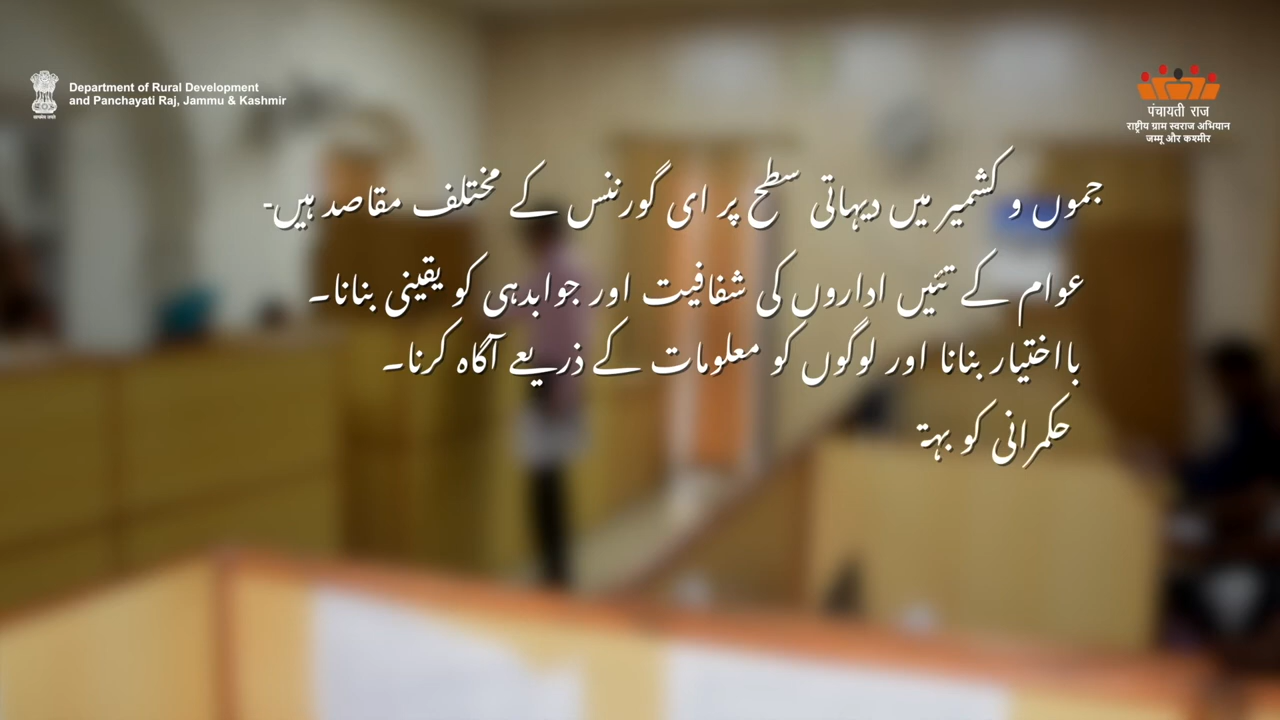 Department of Rural Development
and Panchayati Raj, Jammu & Kashmir
पंचायती राज
राष्ट्रीय ग्राम स्वराज अभियान
जम्मू और कश्मीर
جموں و کشمیر میں دیہاتی سطح پر ای گورننس کے مختلف مقاصد ہیں-
عوام کے تئیں اداروں کی شفافیت اور جوابدہی کو یقینی بنانا۔
بااختیار بنانا اور لوگوں کو معلومات کے ذریعے آگاہ کرنا۔
حکمرانی کو بہتر